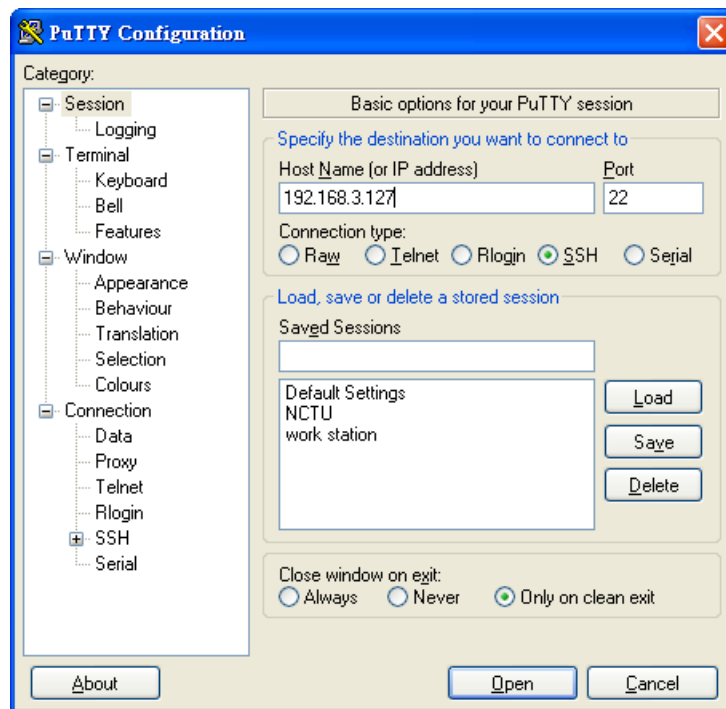 PuTTY Configuration
Category:
Session
Logging
Terminal
Keyboard
Bell
Features
Window
Appearance
Behaviour
Translation
Selection
Colours
Connection
Data
Proxy
Telnet
Rlogin
SSH
Serial
Basic options for your PuTTY session
Specify the destination you want to connect to
Host Name (or IP address) Port
192.168.3.127 22
Connection type:
Raw Telnet Rlogin SSH Serial
Load, save or delete a stored session
Saved Sessions
Default Settings
NCTU
work station
Load
Save
Delete
Close window on exit:
Always Never Only on clean exit
About Open Cancel